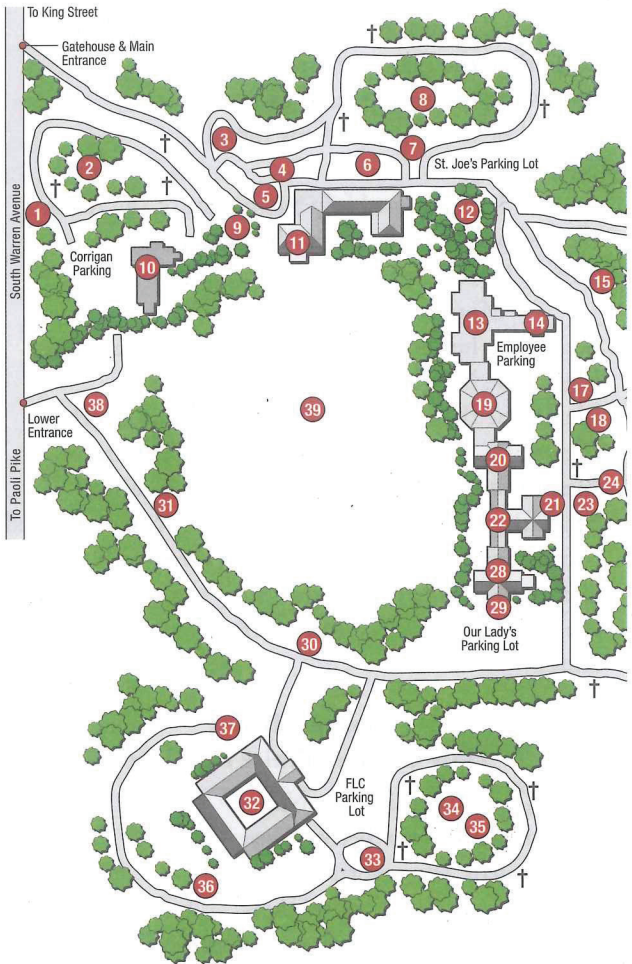 To King Street
Gatehouse & Main
Entrance
8
3
7
4
6
St. Joe's Parking Lot
2
5
12
1
9
11
South Warren Avenue
Corrigan
Parking
10
15
13
14
Employee
Parking
17
38
39
19
18
Lower
Entrance
20
24
To Paoli Pike
31
21
23
22
28
29
Our Lady's
Parking Lot
30
37
FLC
Parking
Lot
32
34
35
33
36